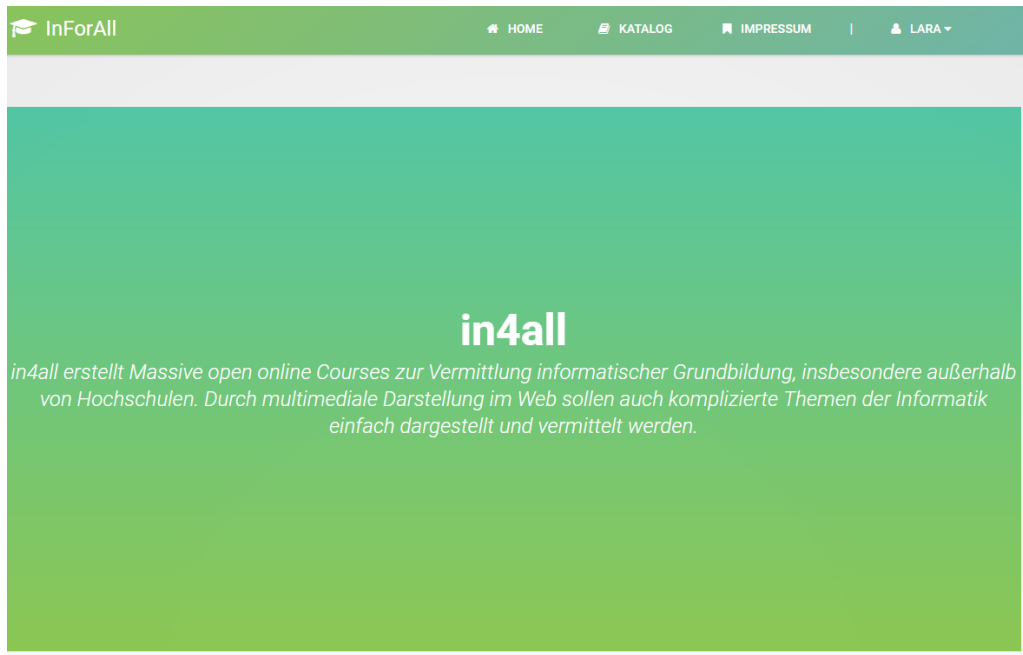 InForAll
HOME
KATALOG
IMPRESSUM
|
LARA
in4all
in4all erstellt Massive open online Courses zur Vermittlung informatischer Grundbildung, insbesondere außerhalb
von Hochschulen. Durch multimediale Darstellung im Web sollen auch komplizierte Themen der Informatik
einfach dargestellt und vermittelt werden.